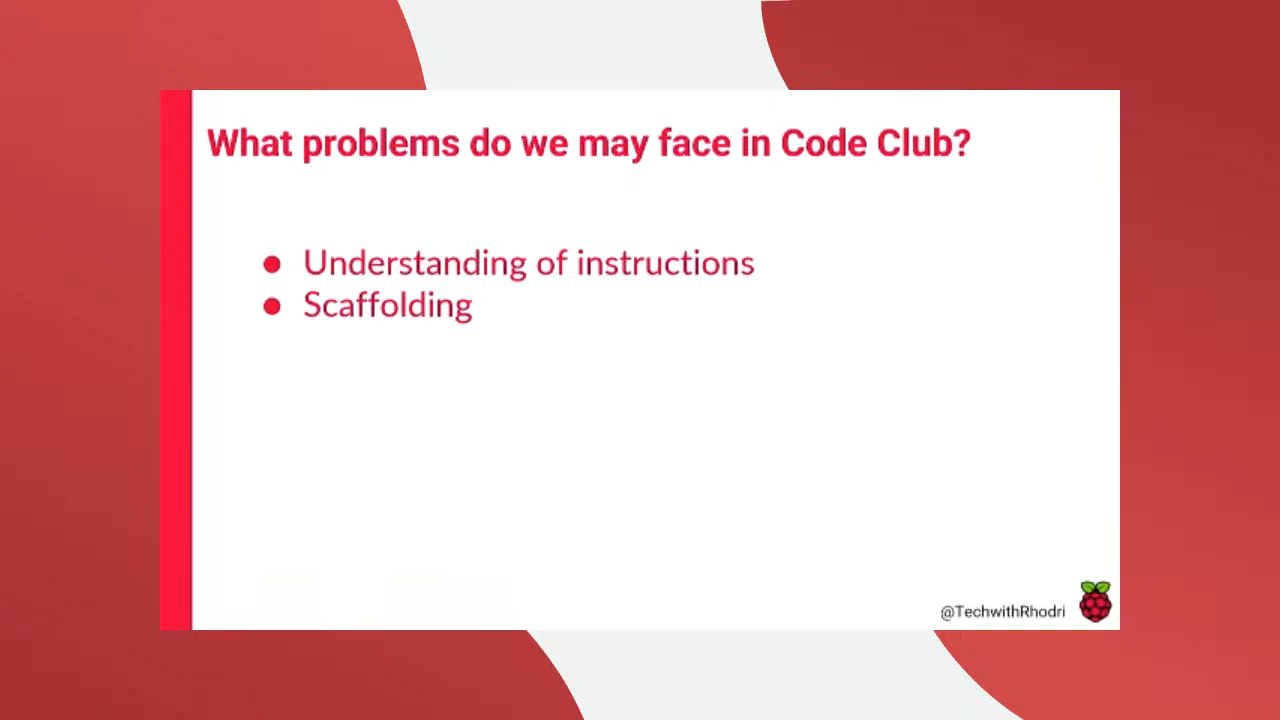 What problems do we may face in Code Club?
● Understanding of instructions
● Scaffolding
@TechwithRhodri